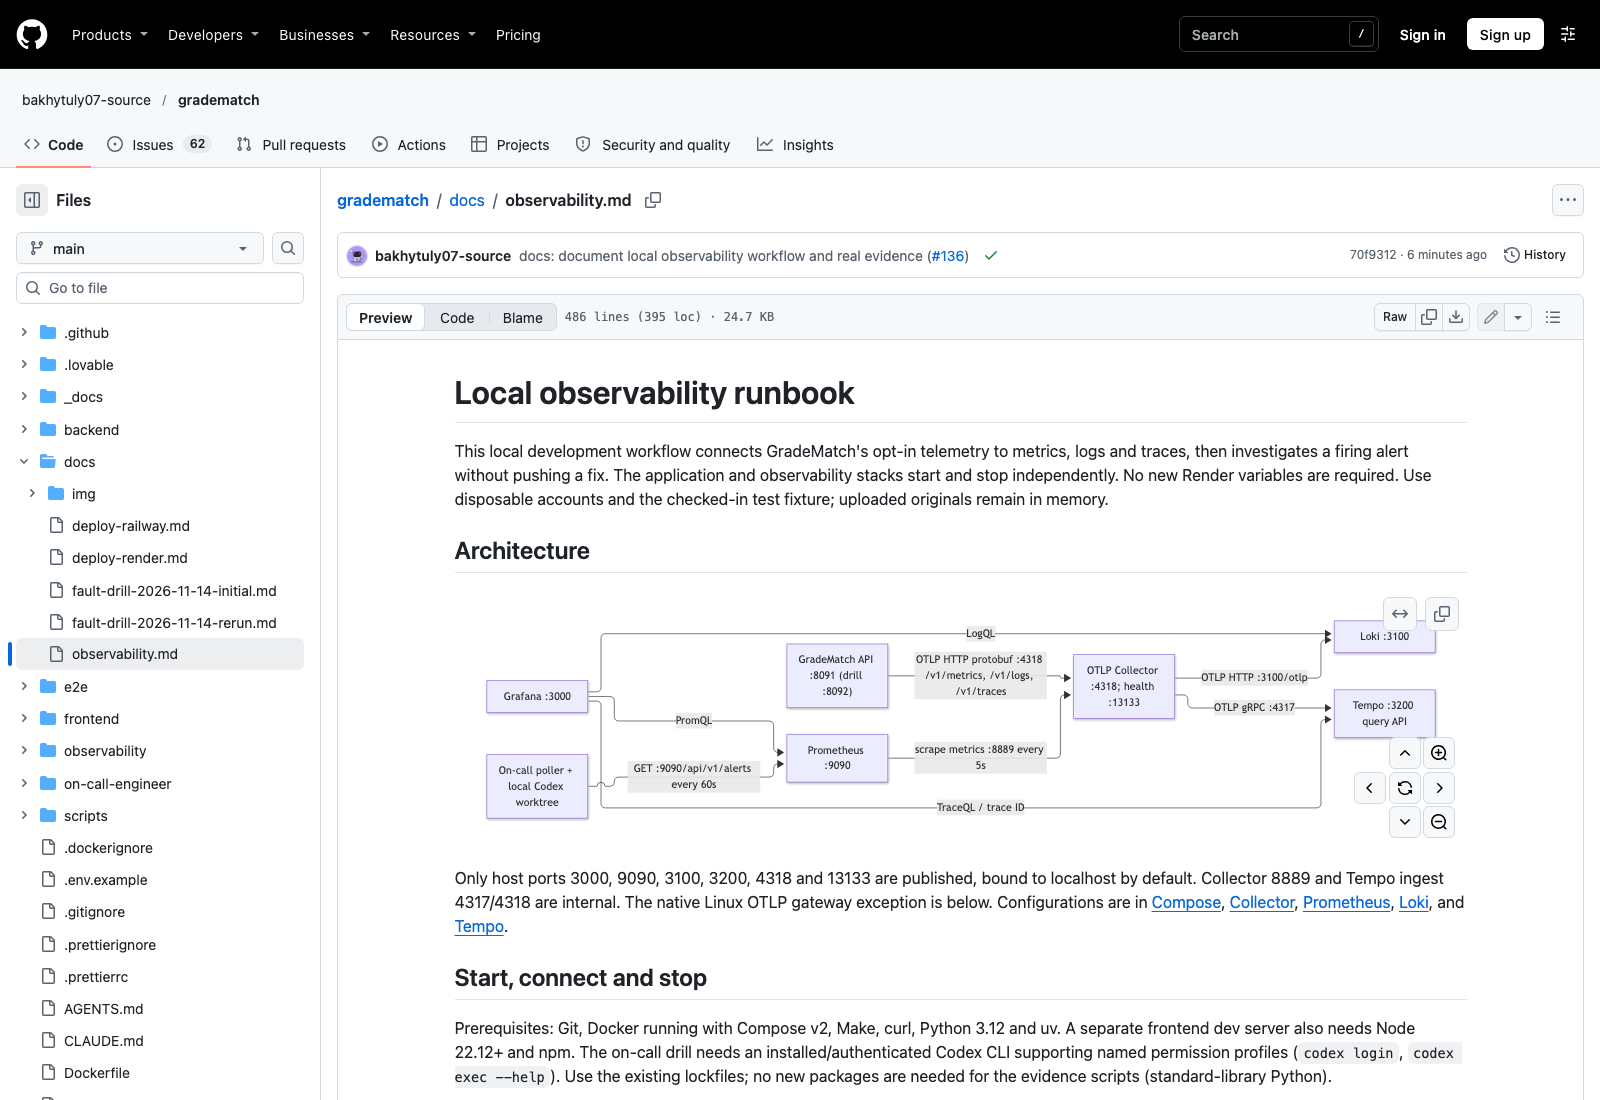 Products
Developers
Businesses
Resources
Pricing
Search
/
Sign in
Sign up
bakhytuly07-source / gradematch
Code
Issues 62
Pull requests
Actions
Projects
Security and quality
Insights
Files
main
Go to file
.github
.lovable
_docs
backend
docs
img
deploy-railway.md
deploy-render.md
fault-drill-2026-11-14-initial.md
fault-drill-2026-11-14-rerun.md
observability.md
e2e
frontend
observability
on-call-engineer
scripts
.dockerignore
.env.example
.gitignore
.prettierignore
.prettierrc
AGENTS.md
CLAUDE.md
Dockerfile
gradematch / docs / observability.md
bakhytuly07-source docs: document local observability workflow and real evidence (#136)
70f9312 · 6 minutes ago
History
Preview
Code
Blame
486 lines (395 loc) · 24.7 KB
Raw
Local observability runbook
This local development workflow connects GradeMatch's opt-in telemetry to metrics, logs and traces, then investigates a firing alert
without pushing a fix. The application and observability stacks start and stop independently. No new Render variables are required. Use
disposable accounts and the checked-in test fixture; uploaded originals remain in memory.
Architecture
LogQL
Loki :3100
GradeMatch API
:8091 (drill
:8092)
OTLP HTTP protobuf :4318
/v1/metrics, /v1/logs,
/v1/traces
OTLP Collector
:4318; health
:13133
OTLP HTTP :3100/otlp
Grafana :3000
OTLP gRPC :4317
Tempo :3200
query API
PromQL
Prometheus
:9090
scrape metrics :8889 every
5s
On-call poller +
local Codex
worktree
GET :9090/api/v1/alerts
every 60s
TraceQL / trace ID
Only host ports 3000, 9090, 3100, 3200, 4318 and 13133 are published, bound to localhost by default. Collector 8889 and Tempo ingest
4317/4318 are internal. The native Linux OTLP gateway exception is below. Configurations are in Compose, Collector, Prometheus, Loki, and
Tempo.
Start, connect and stop
Prerequisites: Git, Docker running with Compose v2, Make, curl, Python 3.12 and uv. A separate frontend dev server also needs Node
22.12+ and npm. The on-call drill needs an installed/authenticated Codex CLI supporting named permission profiles ( codex login , codex
exec --help ). Use the existing lockfiles; no new packages are needed for the evidence scripts (standard-library Python).